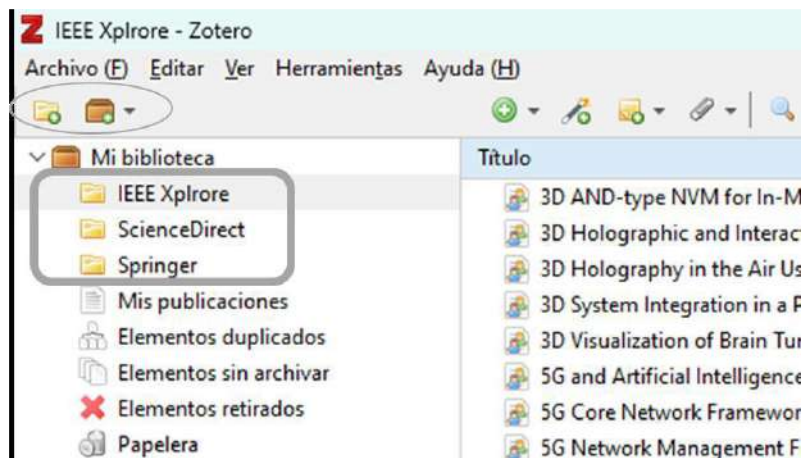 IEEE Xplrore - Zotero
Archivo (F) Editar Ver Herramientas Ayuda (H)
Mi biblioteca
IEEE Xplrore
ScienceDirect
Springer
Mis publicaciones
Elementos duplicados
Elementos sin archivar
Elementos retirados
Papelera
Título
3D AND-type NVM for In-M
3D Holographic and Interact
3D Holography in the Air Us
3D System Integration in a P
3D Visualization of Brain Tur
5G and Artificial Intelligence
5G Core Network Framewor
5G Network Management F